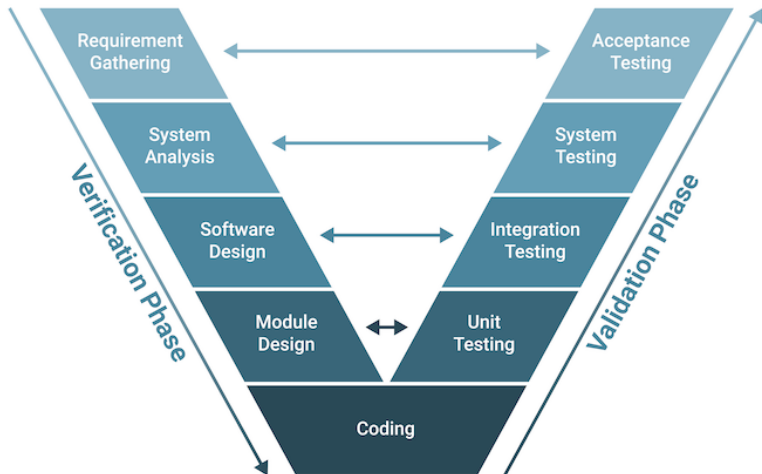 Requirement
Gathering
Acceptance
Testing
System
Analysis
System
Testing
Verification Phase
Validation Phase
Software
Design
Integration
Testing
Module
Design
Unit
Testing
Coding